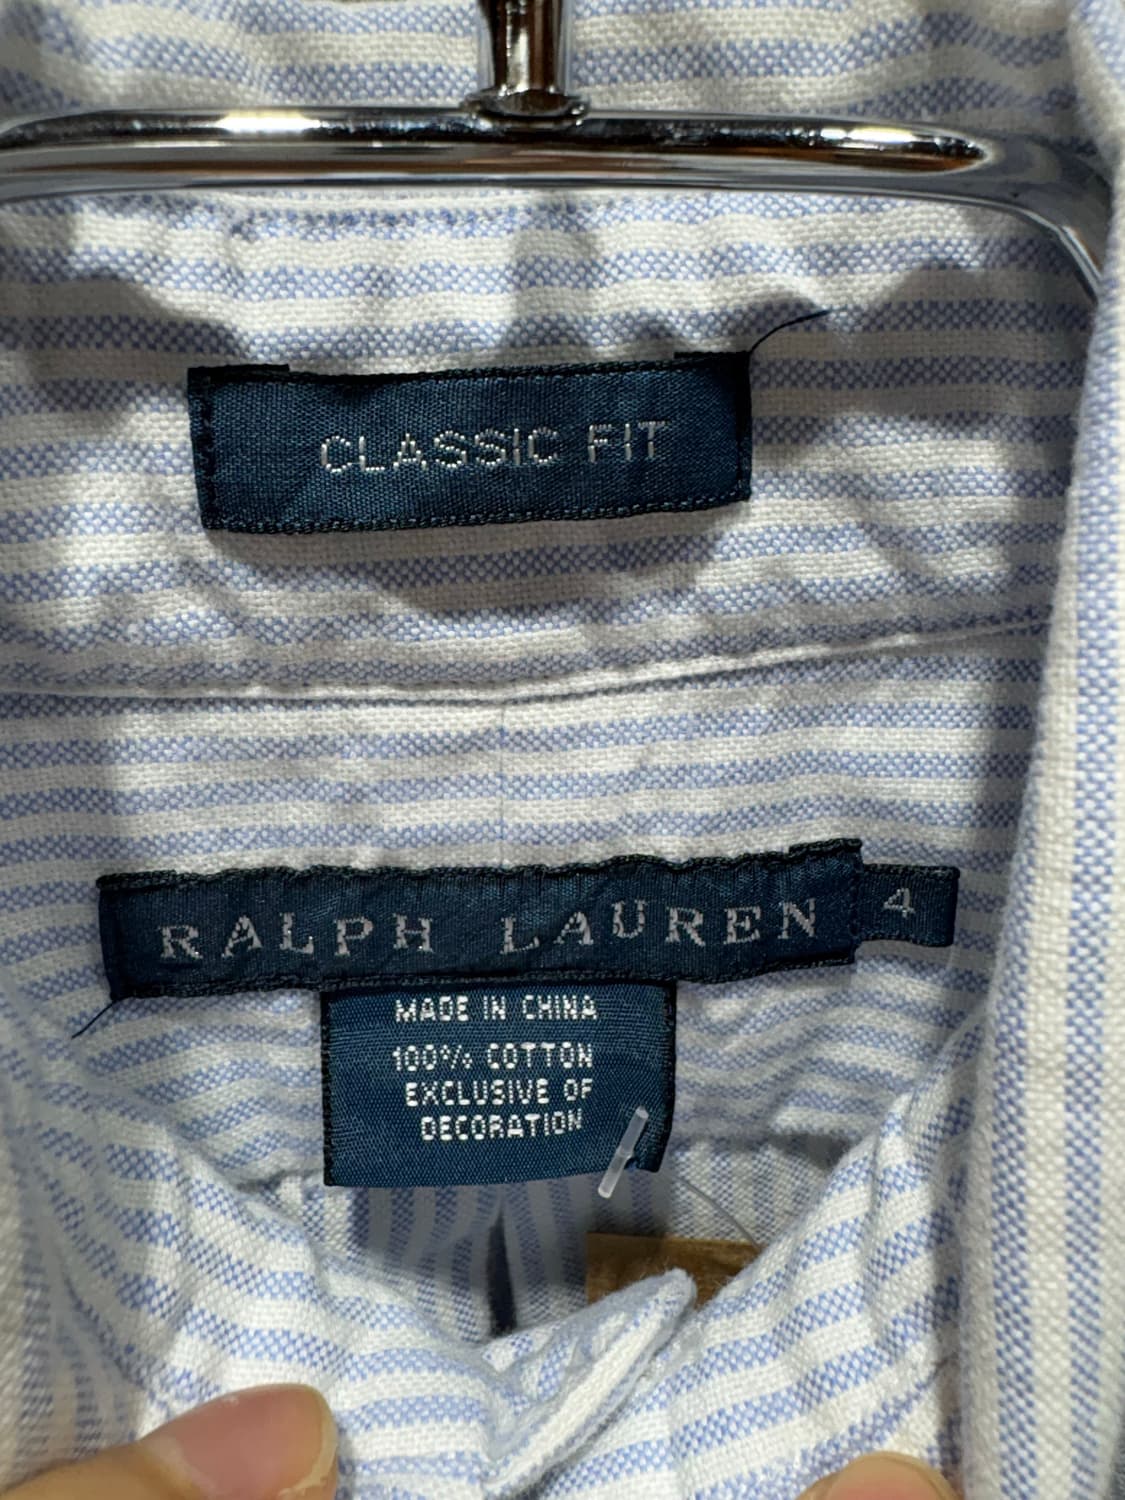 CLASSIC FIT
RALPH LAUREN 4
MADE IN CHINA
100% COTTON
EXCLUSIVE OF
DECORATION